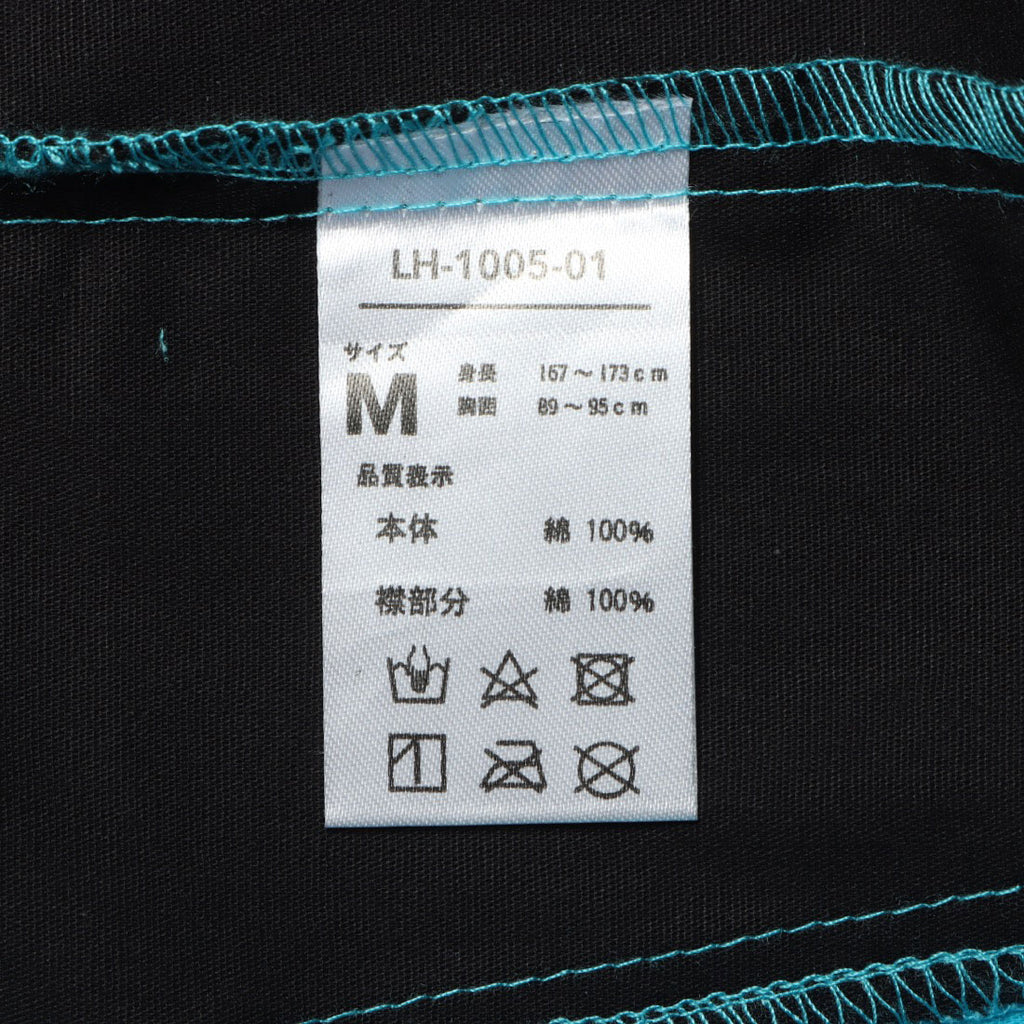 LH-1005-01
サイズ
M
身長 167～173cm
胸囲 89～95cm
品質表示
本体 綿 100%
襟部分 綿 100%